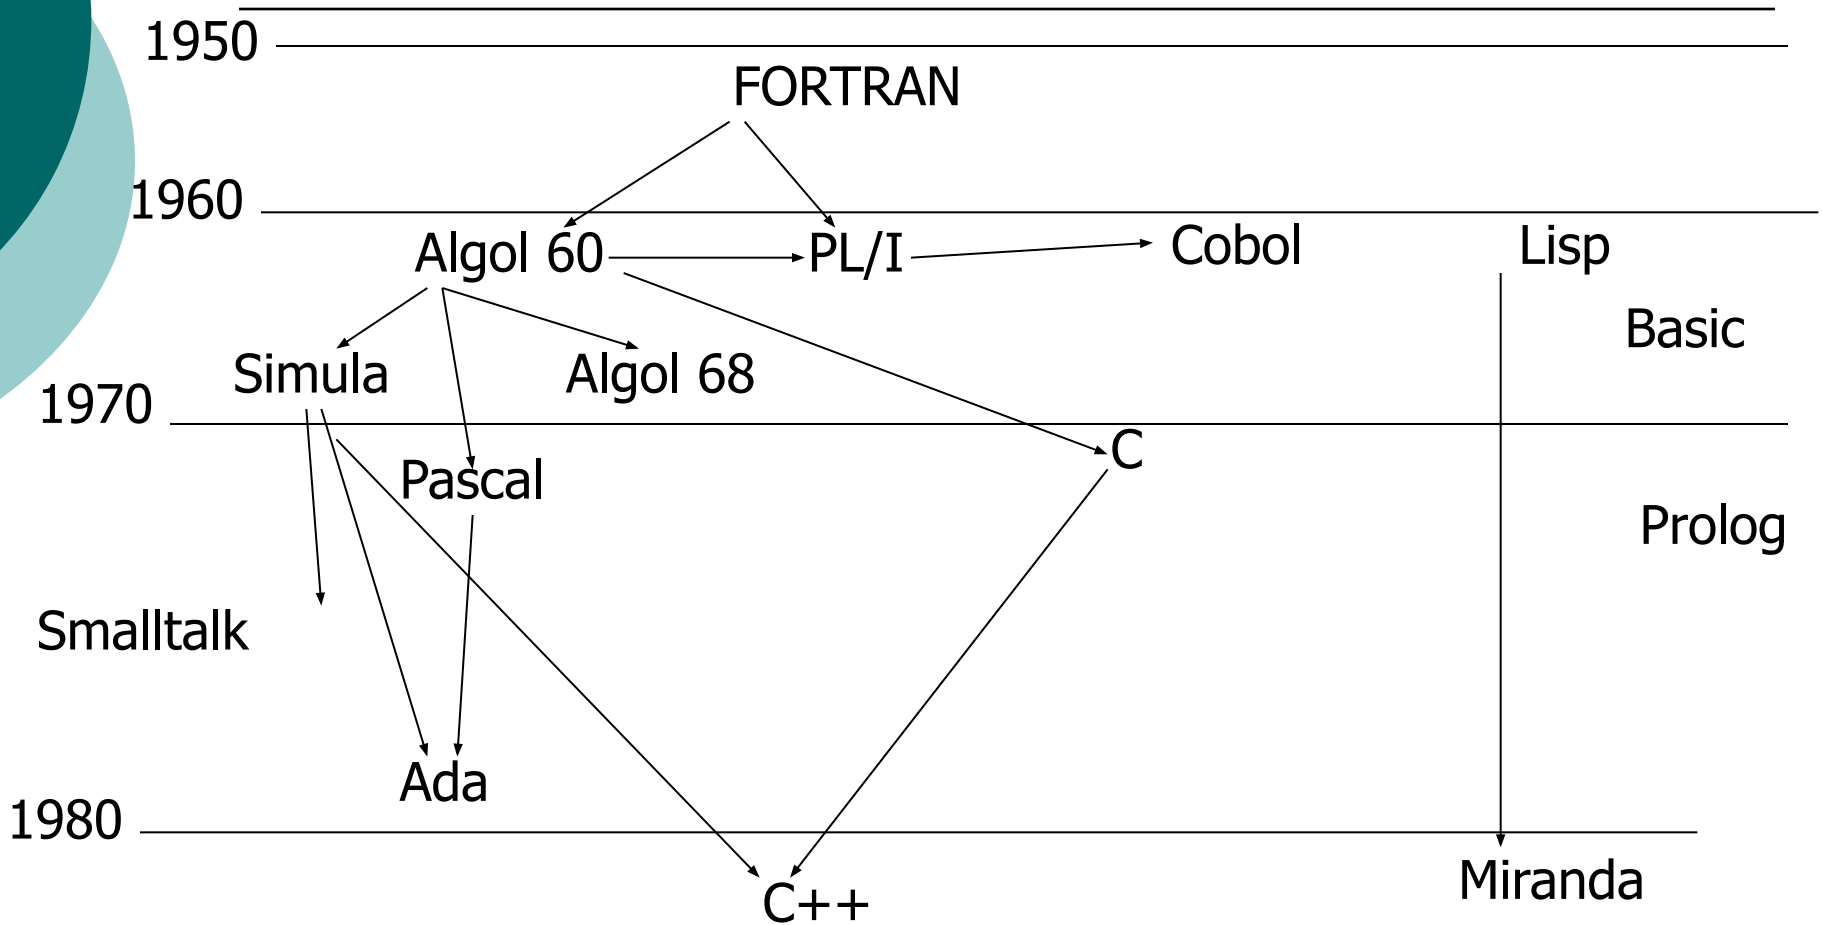 1950
FORTRAN
1960
Algol 60 PL/I Cobol Lisp
Basic
Simula Algol 68
1970
C
Pascal
Prolog
Smalltalk
Ada
1980
Miranda
C++